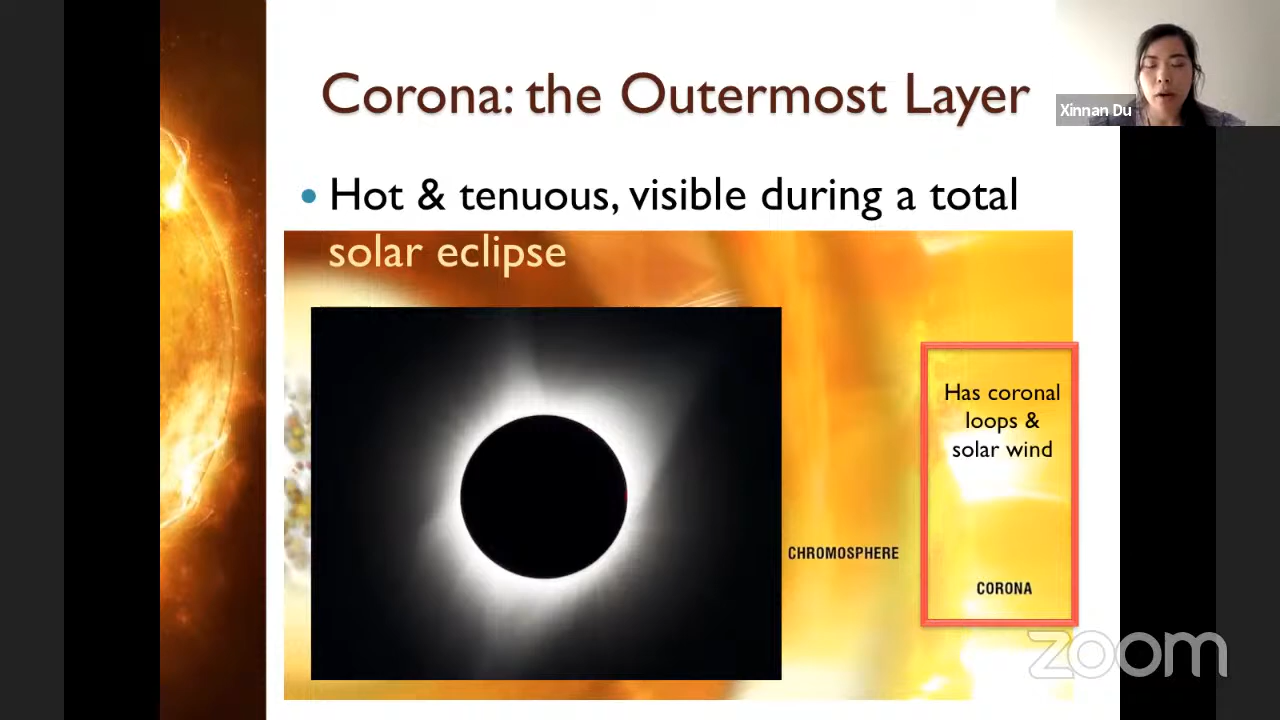 Corona: the Outermost Layer
Xinnan Du
• Hot & tenuous, visible during a total
solar eclipse
Has coronal
loops &
solar wind
CHROMOSPHERE
CORONA
zoom